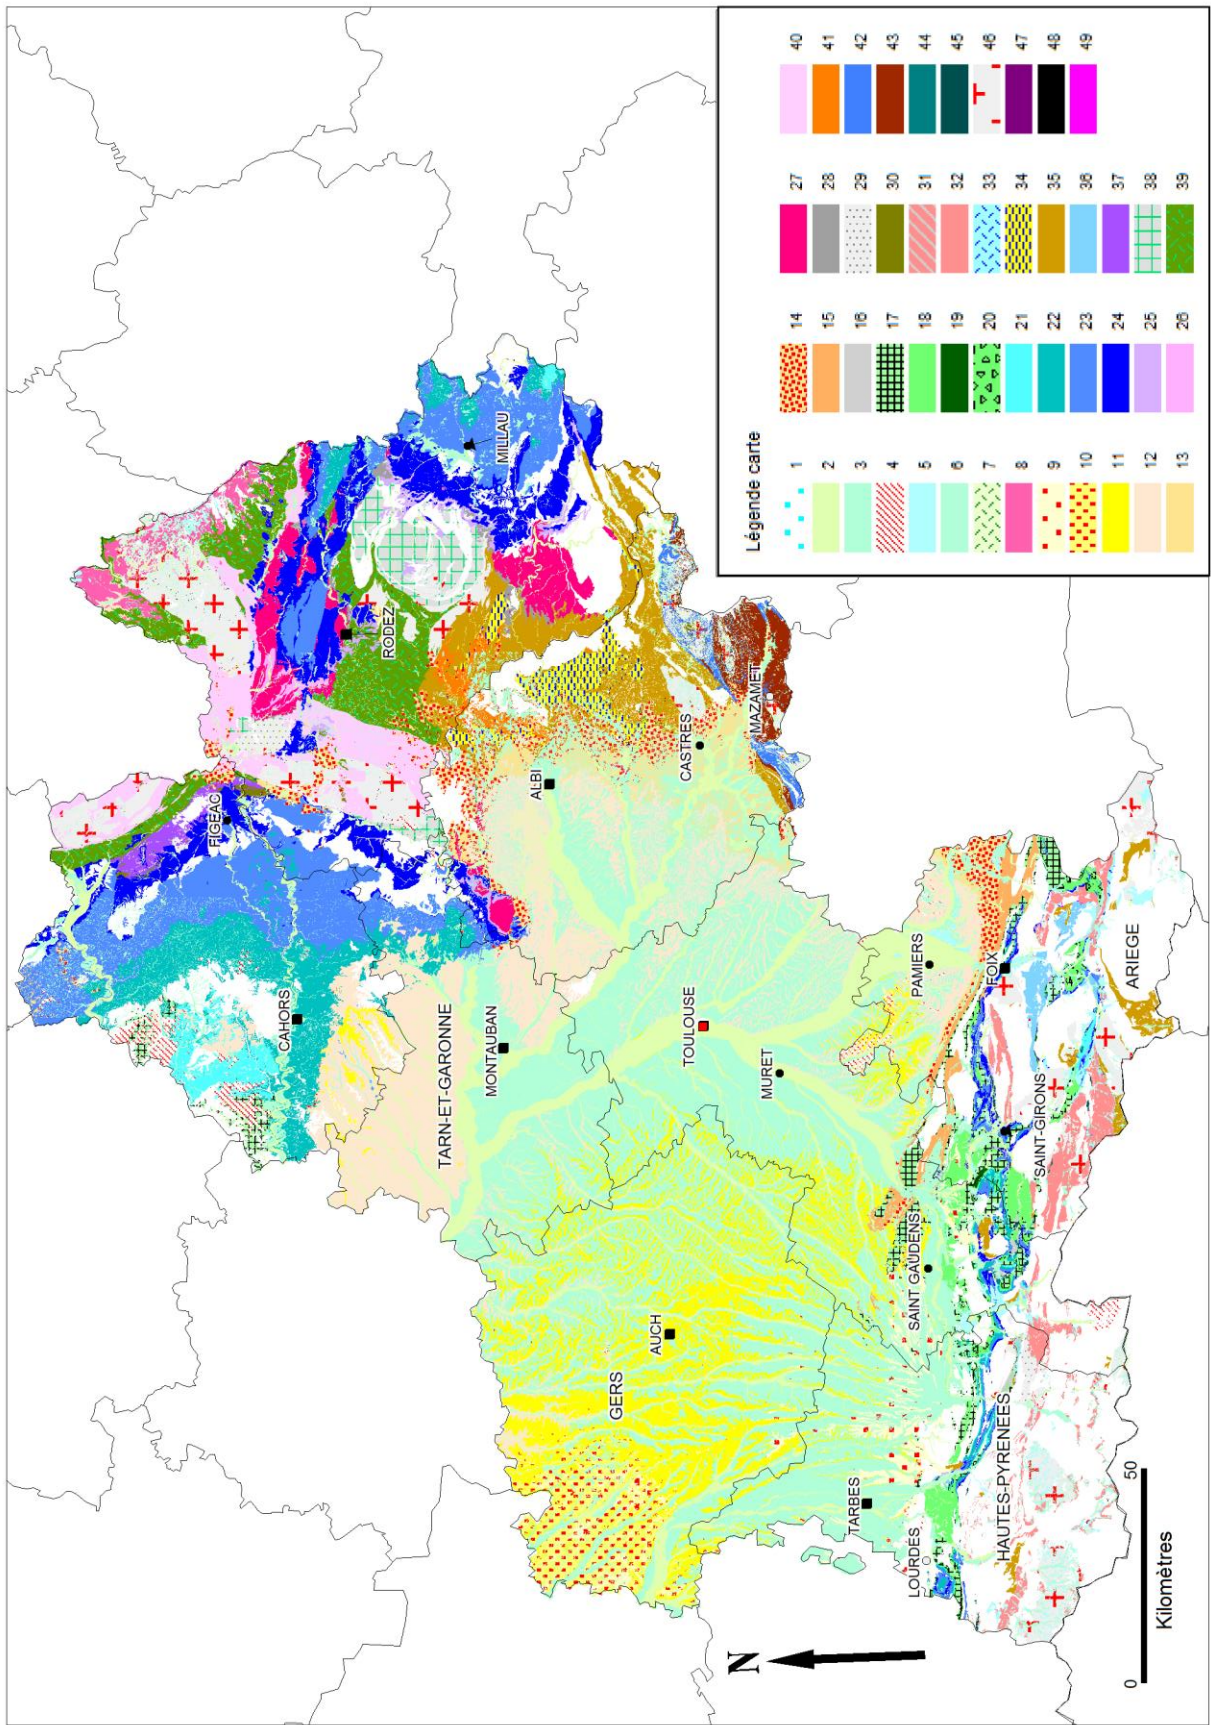 FIGEAC
CAHORS
RODEZ
MILLAU
TARN-ET-GARONNE
MONTAUBAN
ALBI
GERS
AUCH
TOULOUSE
CASTRES
MAZAMET
MURET
TARBES
LOURDES
SAINT GAUDENS
PAMIERS
FOIX
SAINT-GIRONS
HAUTES-PYRENEES
ARIEGE
N
0 50
Kilomètres
Légende carte
1 14 27 40
2 15 28 41
3 16 29 42
4 17 30 43
5 18 31 44
6 19 32 45
7 20 33 46
8 21 34 47
9 22 35 48
10 23 36 49
11 24 37
12 25 38
13 26 39